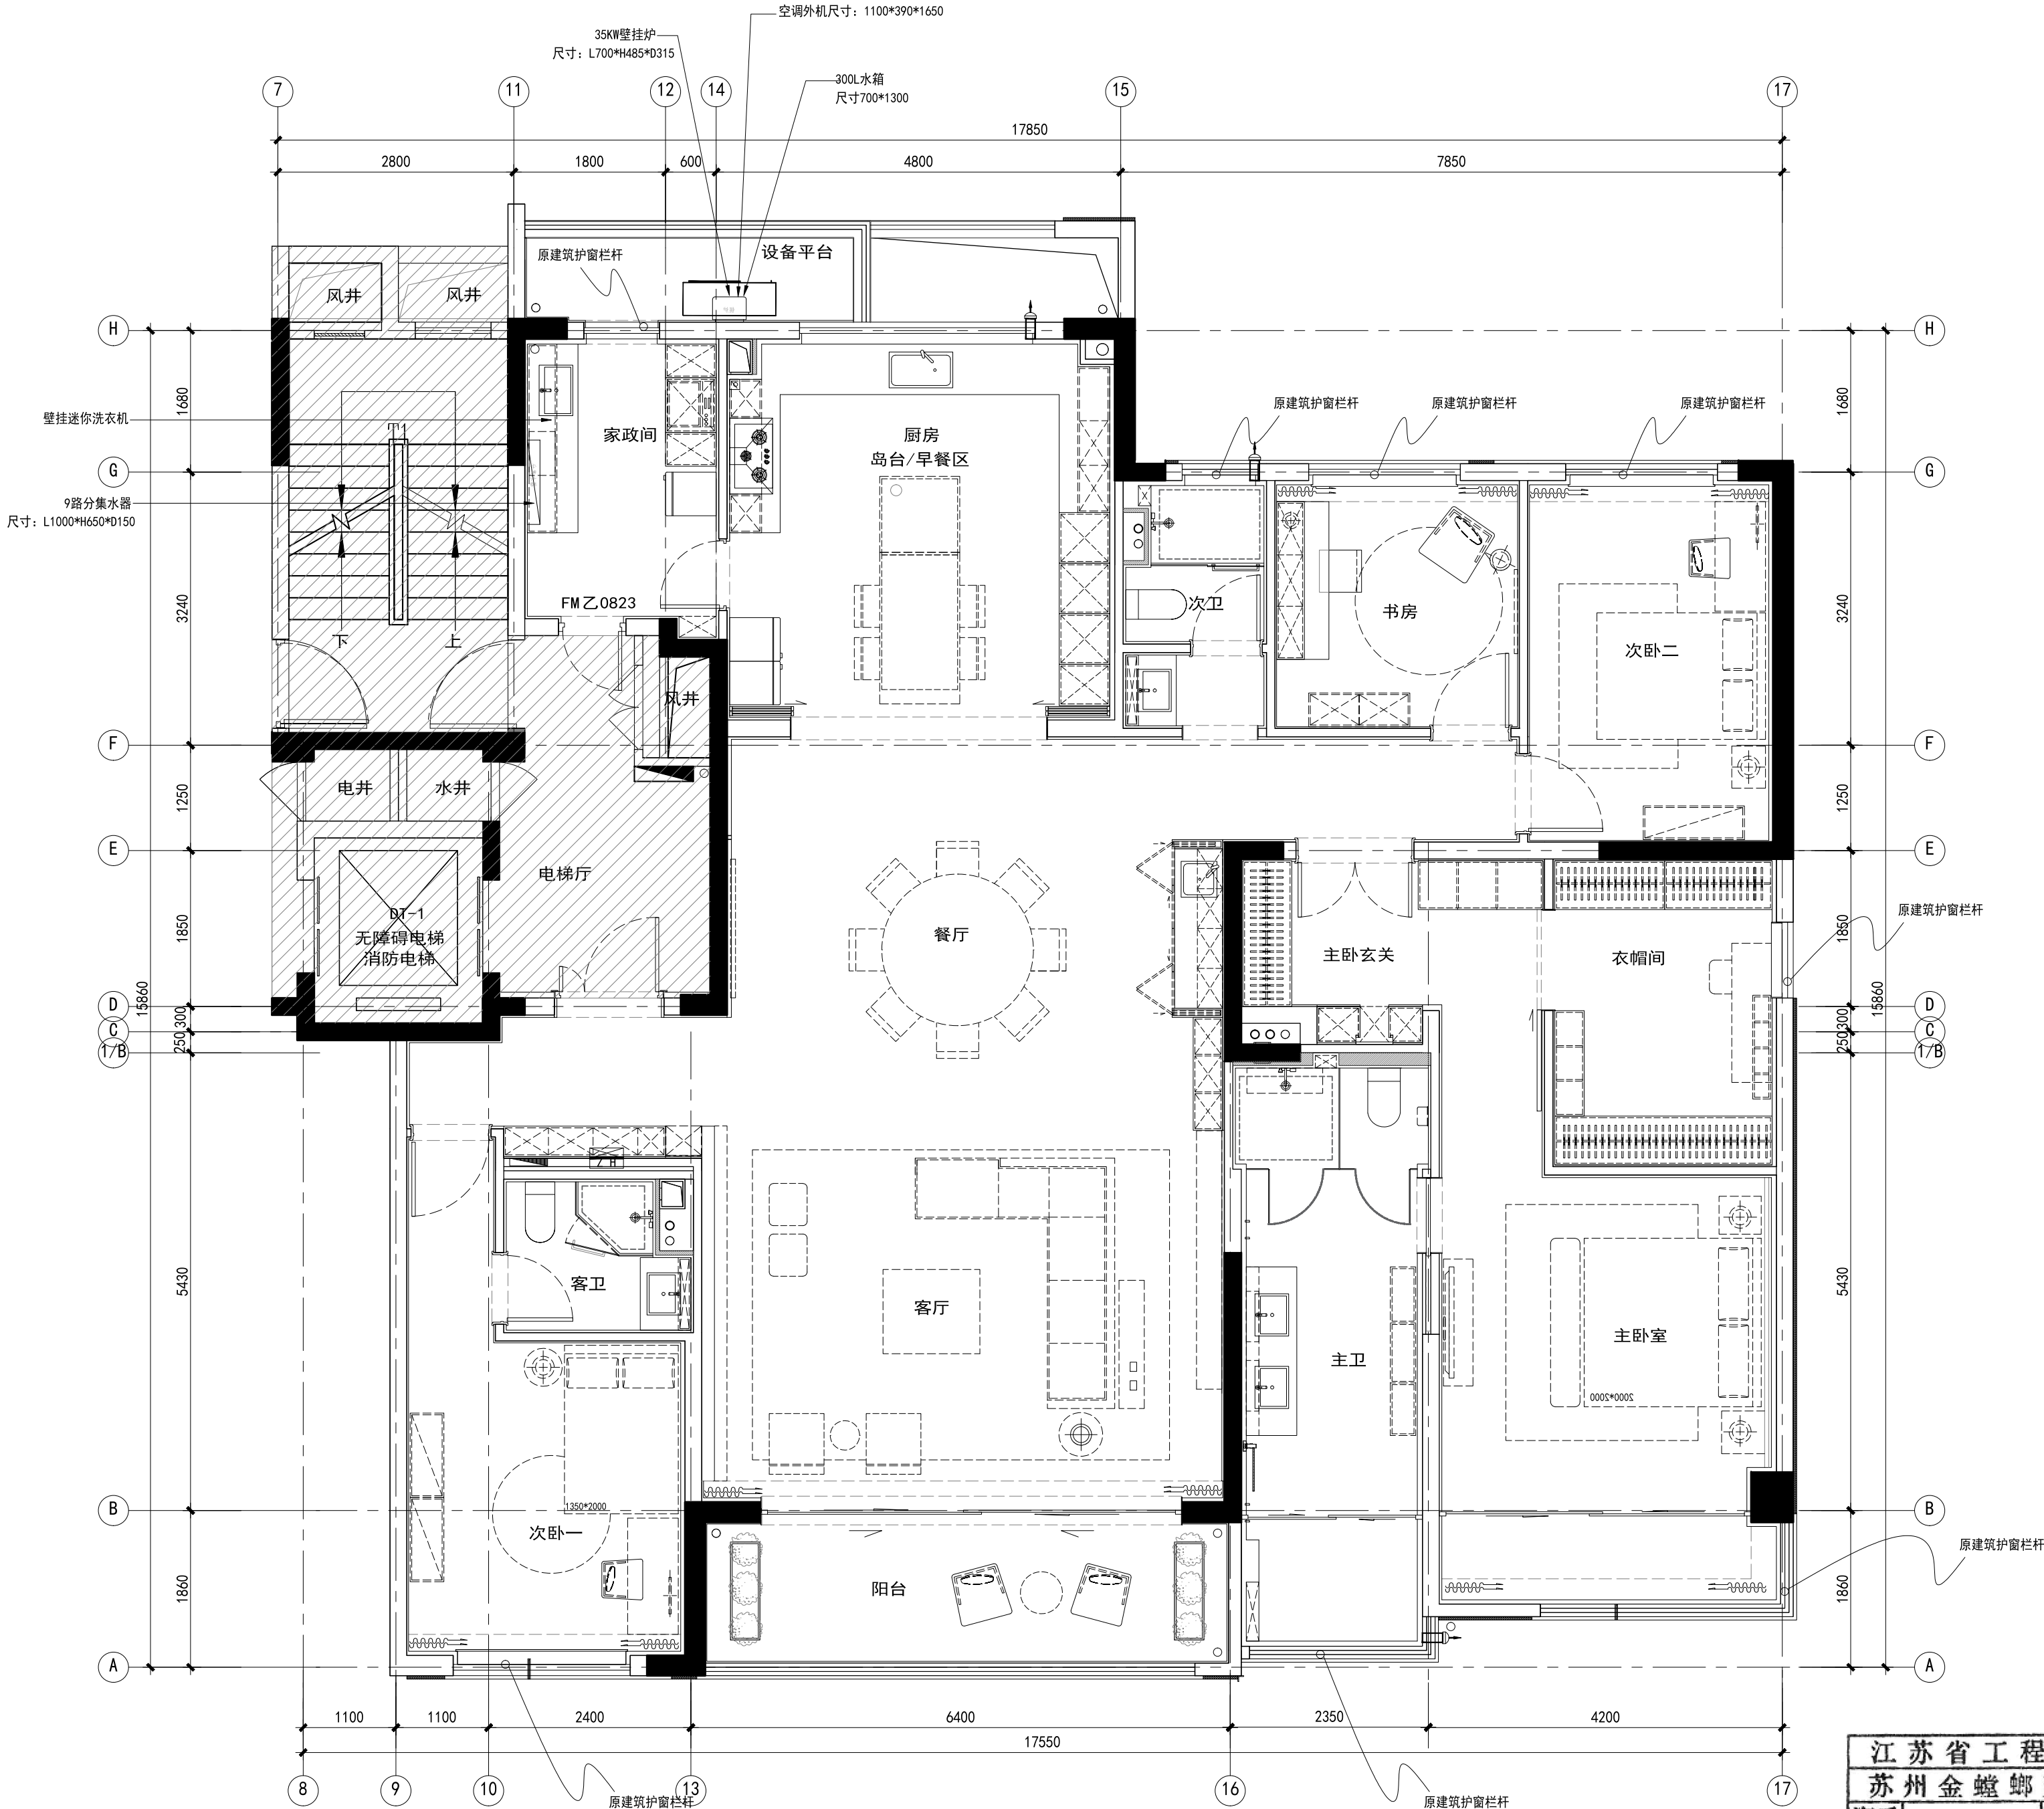 空调外机尺寸：1100*390*1650
35KW壁挂炉
尺寸：L700*H485*D315
300L水箱
尺寸700*1300
7
11
12
14
15
17
17850
2800
1800
600
4800
7850
设备平台
原建筑护窗栏杆
风井
风井
H
H
1680
1680
壁挂迷你洗衣机
家政间
厨房
岛台/早餐区
原建筑护窗栏杆
原建筑护窗栏杆
原建筑护窗栏杆
G
G
9路分集水器
尺寸：L1000*H650*D150
3240
3240
FM乙0823
次卫
书房
次卧二
下
上
风井
F
F
1250
1250
电井
水井
E
E
电梯厅
DT-1
无障碍电梯
消防电梯
餐厅
主卧玄关
衣帽间
原建筑护窗栏杆
1850
1850
15860
15860
D
D
300
300
C
C
250
250
1/B
1/B
5430
5430
客卫
客厅
主卫
主卧室
2000*2000
B
B
1350*2000
次卧一
阳台
原建筑护窗栏杆
1860
1860
A
A
1100
1100
2400
6400
2350
4200
17550
8
9
10
13
16
17
原建筑护窗栏杆
原建筑护窗栏杆
江苏省工程
苏州金螳螂